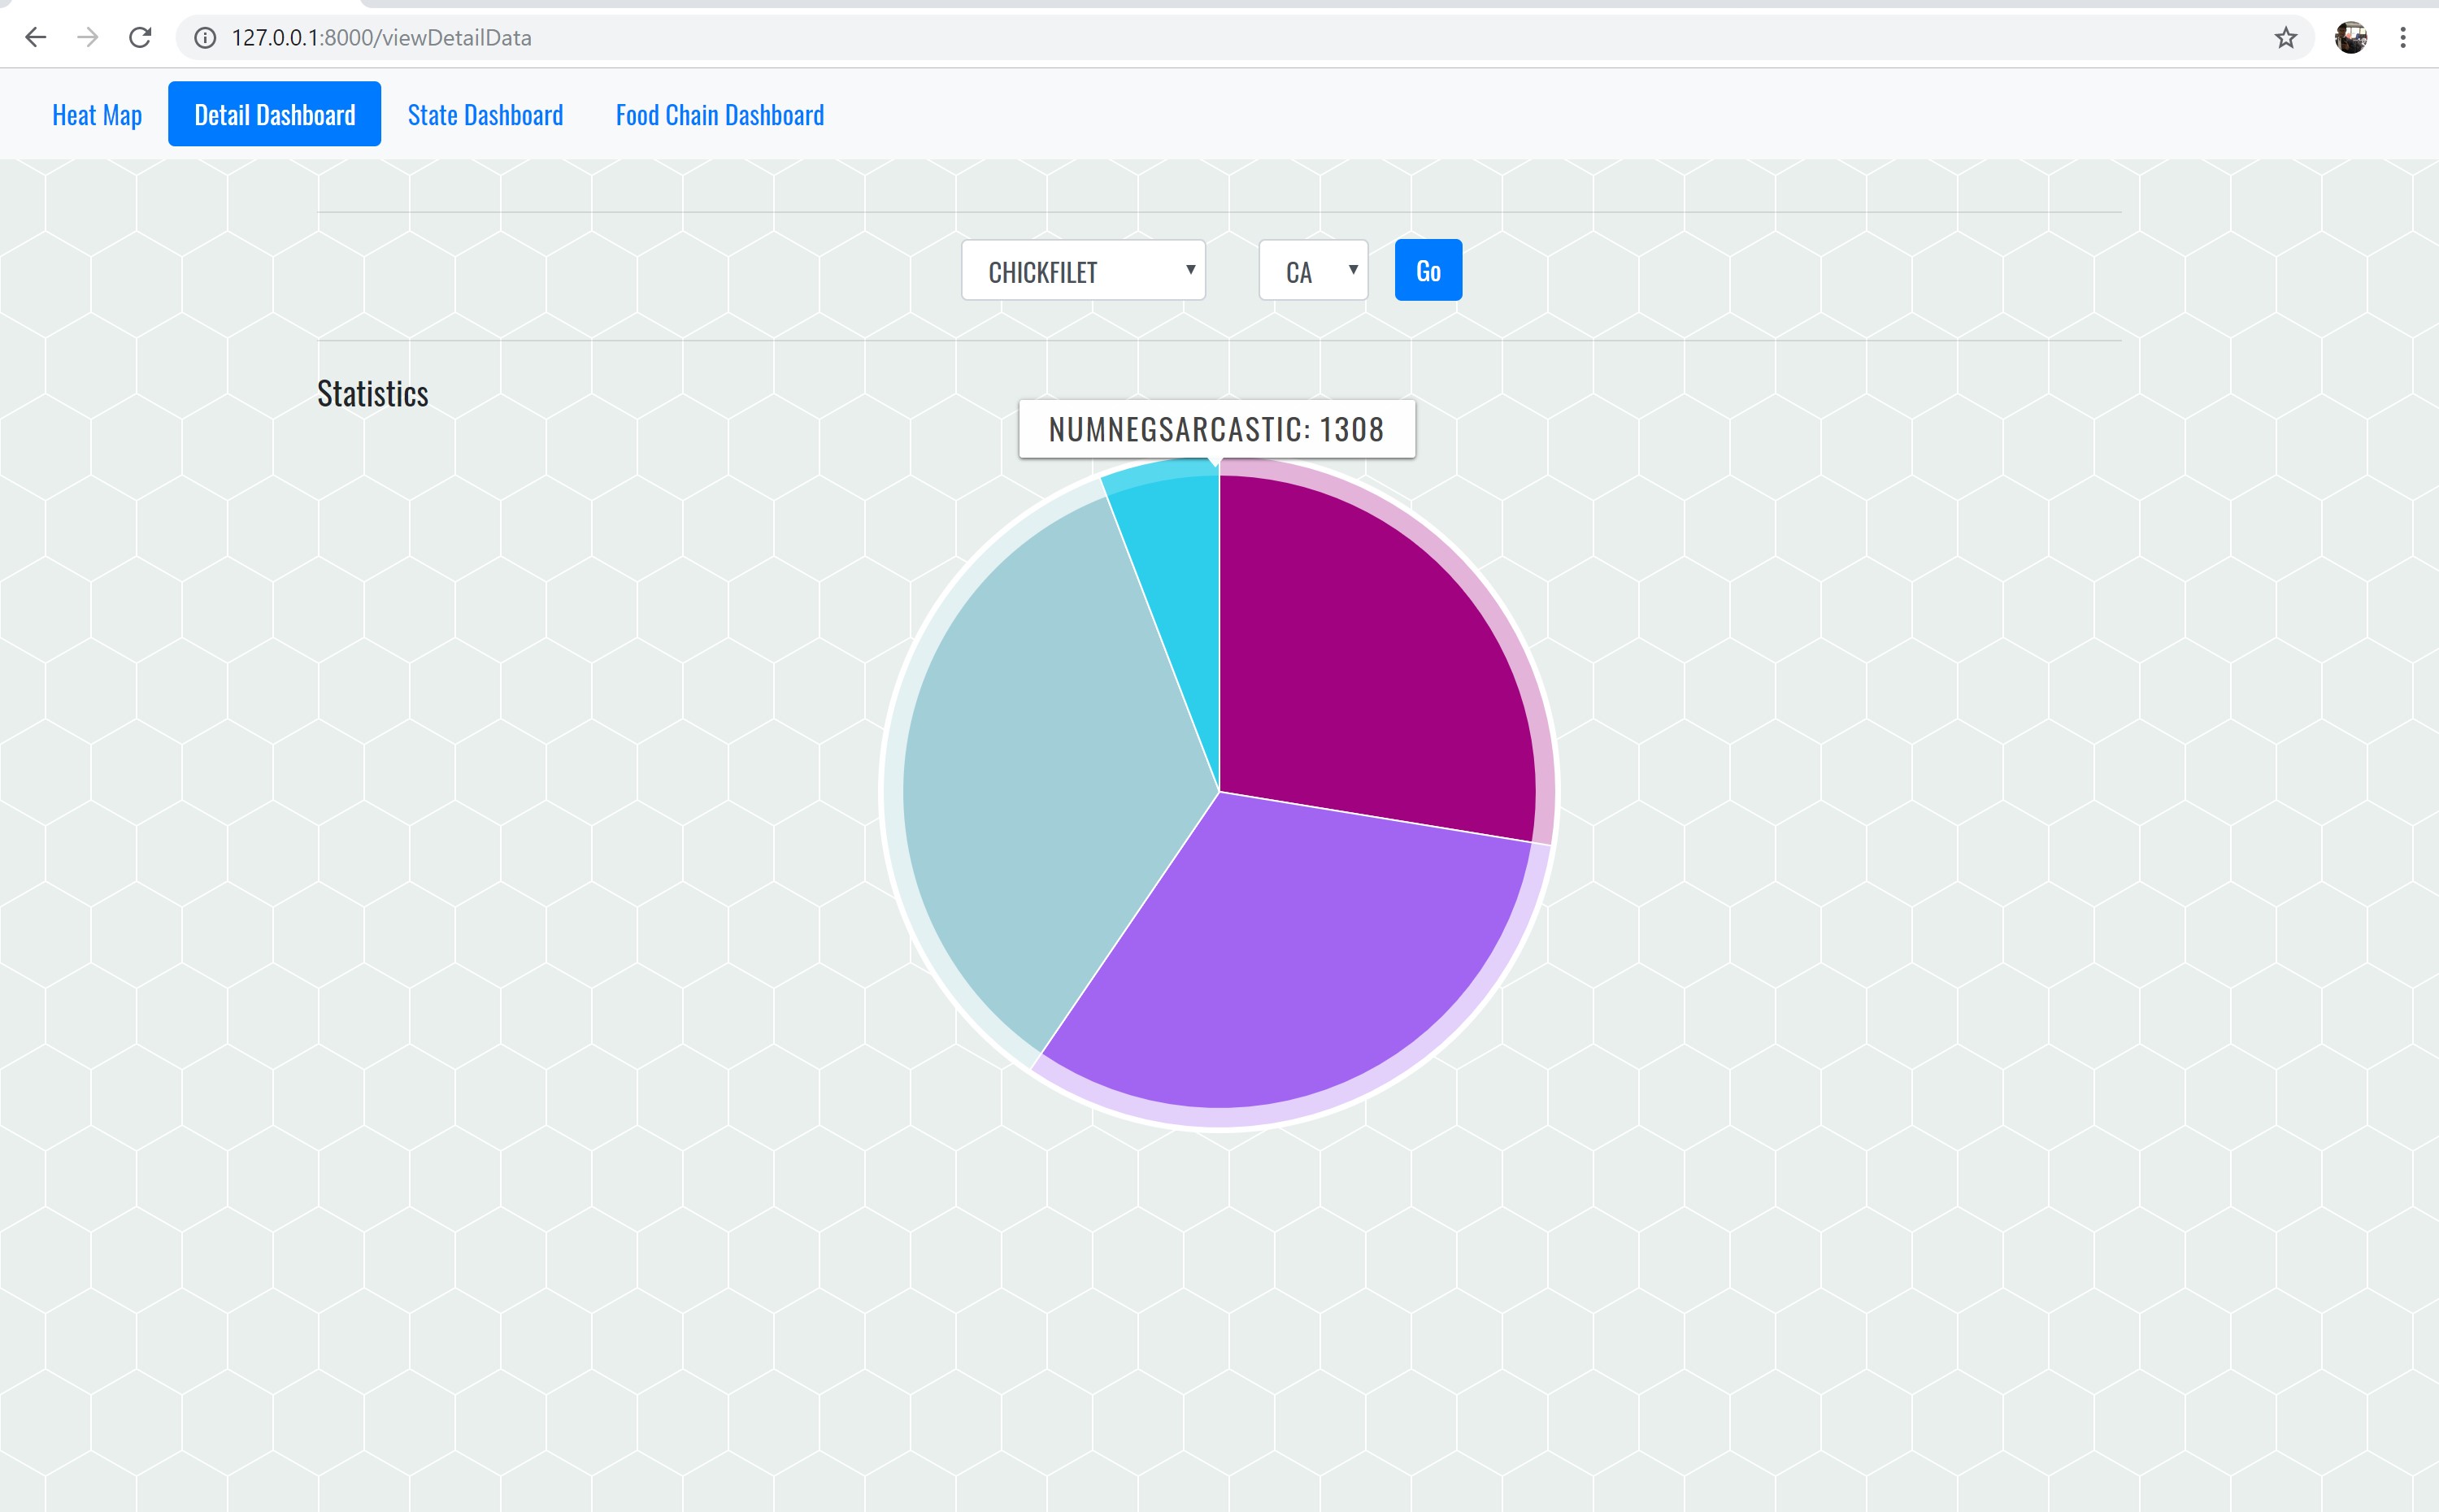 127.0.0.1:8000/viewDetailData
Heat Map Detail Dashboard State Dashboard Food Chain Dashboard
CHICKFILET CA Go
Statistics
NUMNEGSARCASTIC: 1308